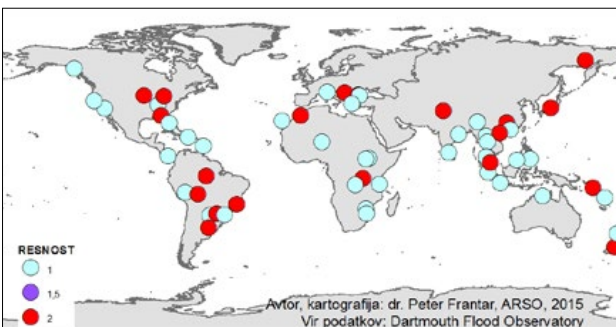 RESNOST
1
1,5
2
Avtor, kartografija: dr. Peter Frantar, ARSO, 2015
Vir podatkov: Dartmouth Flood Observatory